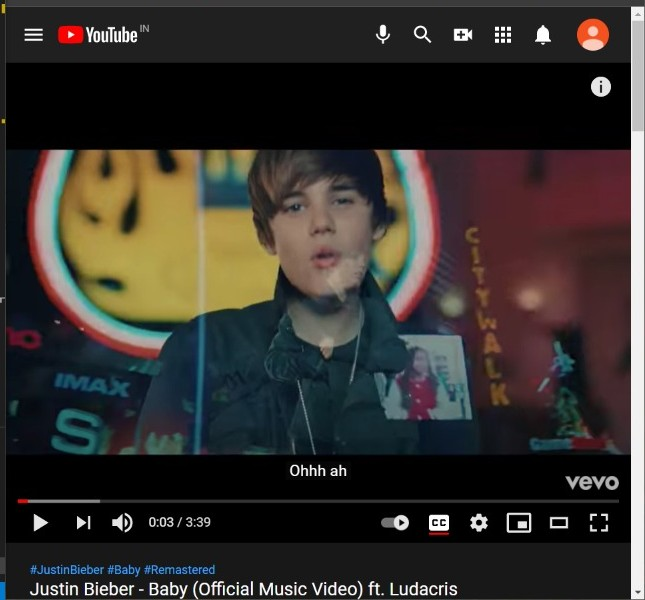 YouTube IN
CITYWALK
IMAX
S
Ohhh ah
vevo
0:03 / 3:39
CC
#JustinBieber #Baby #Remastered
Justin Bieber - Baby (Official Music Video) ft. Ludacris